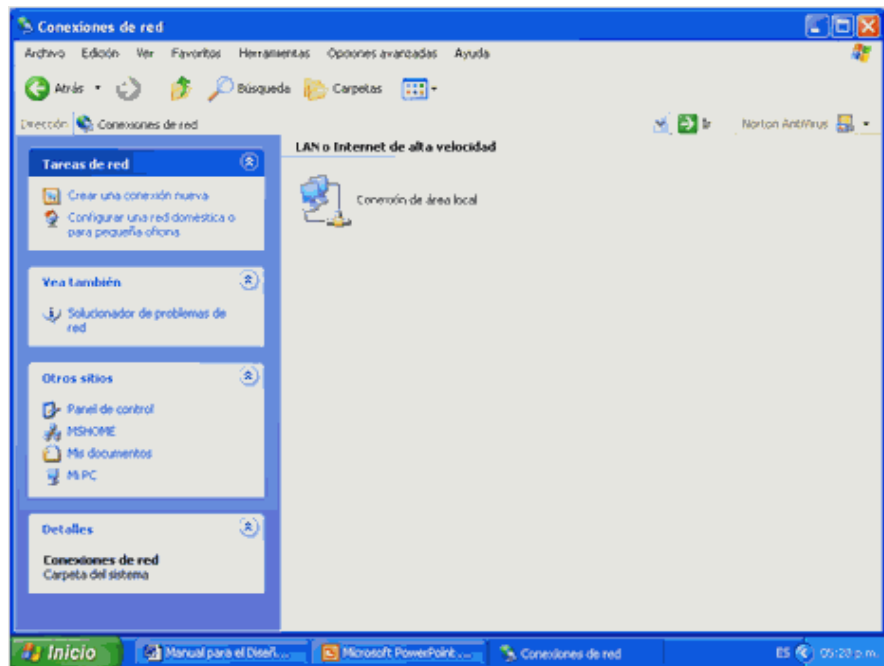 Conexiones de red
Archivo Edición Ver Favoritos Herramientas Opciones avanzadas Ayuda
Atrás Búsqueda Carpetas
Dirección Conexiones de red Ir Norton AntiVirus
LAN o Internet de alta velocidad
Tareas de red
Conexión de área local
Crear una conexión nueva
Configurar una red doméstica o
para pequeña oficina
Vea también
Solucionador de problemas de
red
Otros sitios
Panel de control
MSHOME
Mis documentos
Mi PC
Detalles
Conexiones de red
Carpeta del sistema
Inicio Manual para el Diseñ... Microsoft PowerPoint ... Conexiones de red ES 05:28 p.m.